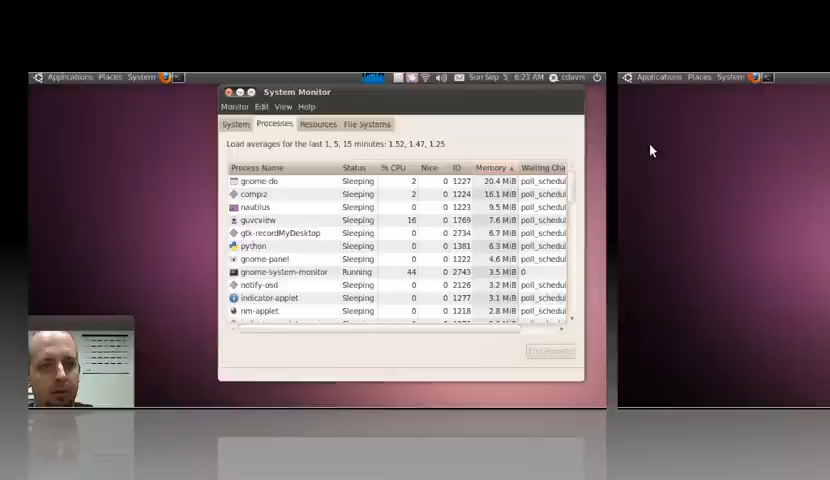 Applications Places System
Sun Sep 5, 6:23 AM cdavm
Applications Places System
System Monitor
Monitor Edit View Help
System Processes Resources File Systems
Load averages for the last 1, 5, 15 minutes: 1.52, 1.47, 1.25
Process Name Status % CPU Nice ID Memory Waiting Cha
gnome-do Sleeping 2 0 1227 20.4 MiB poll_schedul
compiz Sleeping 2 0 1224 16.1 MiB poll_schedul
nautilus Sleeping 0 0 1223 9.5 MiB poll_schedul
guvcview Sleeping 16 0 1769 7.6 MiB poll_schedul
gtk-recordMyDesktop Sleeping 0 0 2734 6.7 MiB poll_schedul
python Sleeping 0 0 1381 6.3 MiB poll_schedul
gnome-panel Sleeping 0 0 1222 4.6 MiB poll_schedul
gnome-system-monitor Running 44 0 2743 3.5 MiB 0
notify-osd Sleeping 0 0 2126 3.2 MiB poll_schedul
indicator-applet Sleeping 0 0 1277 3.1 MiB poll_schedul
nm-applet Sleeping 0 0 1218 2.8 MiB poll_schedul
End Process